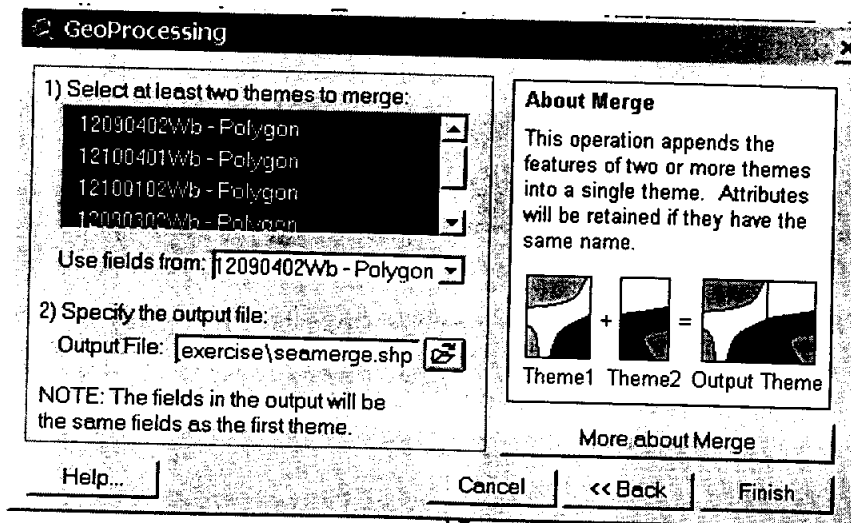 GeoProcessing
1) Select at least two themes to merge:
12090402Wb - Polygon
12100401Wb - Polygon
12100102Wb - Polygon
Wb - Polygon
Use fields from: 12090402Wb - Polygon
2) Specify the output file:
Output File: exercise\seamerge.shp
NOTE: The fields in the output will be
the same fields as the first theme.
About Merge
This operation appends the
features of two or more themes
into a single theme. Attributes
will be retained if they have the
same name.
+ =
Theme1 Theme2 Output Theme
More about Merge
Help... Cancel << Back Finish